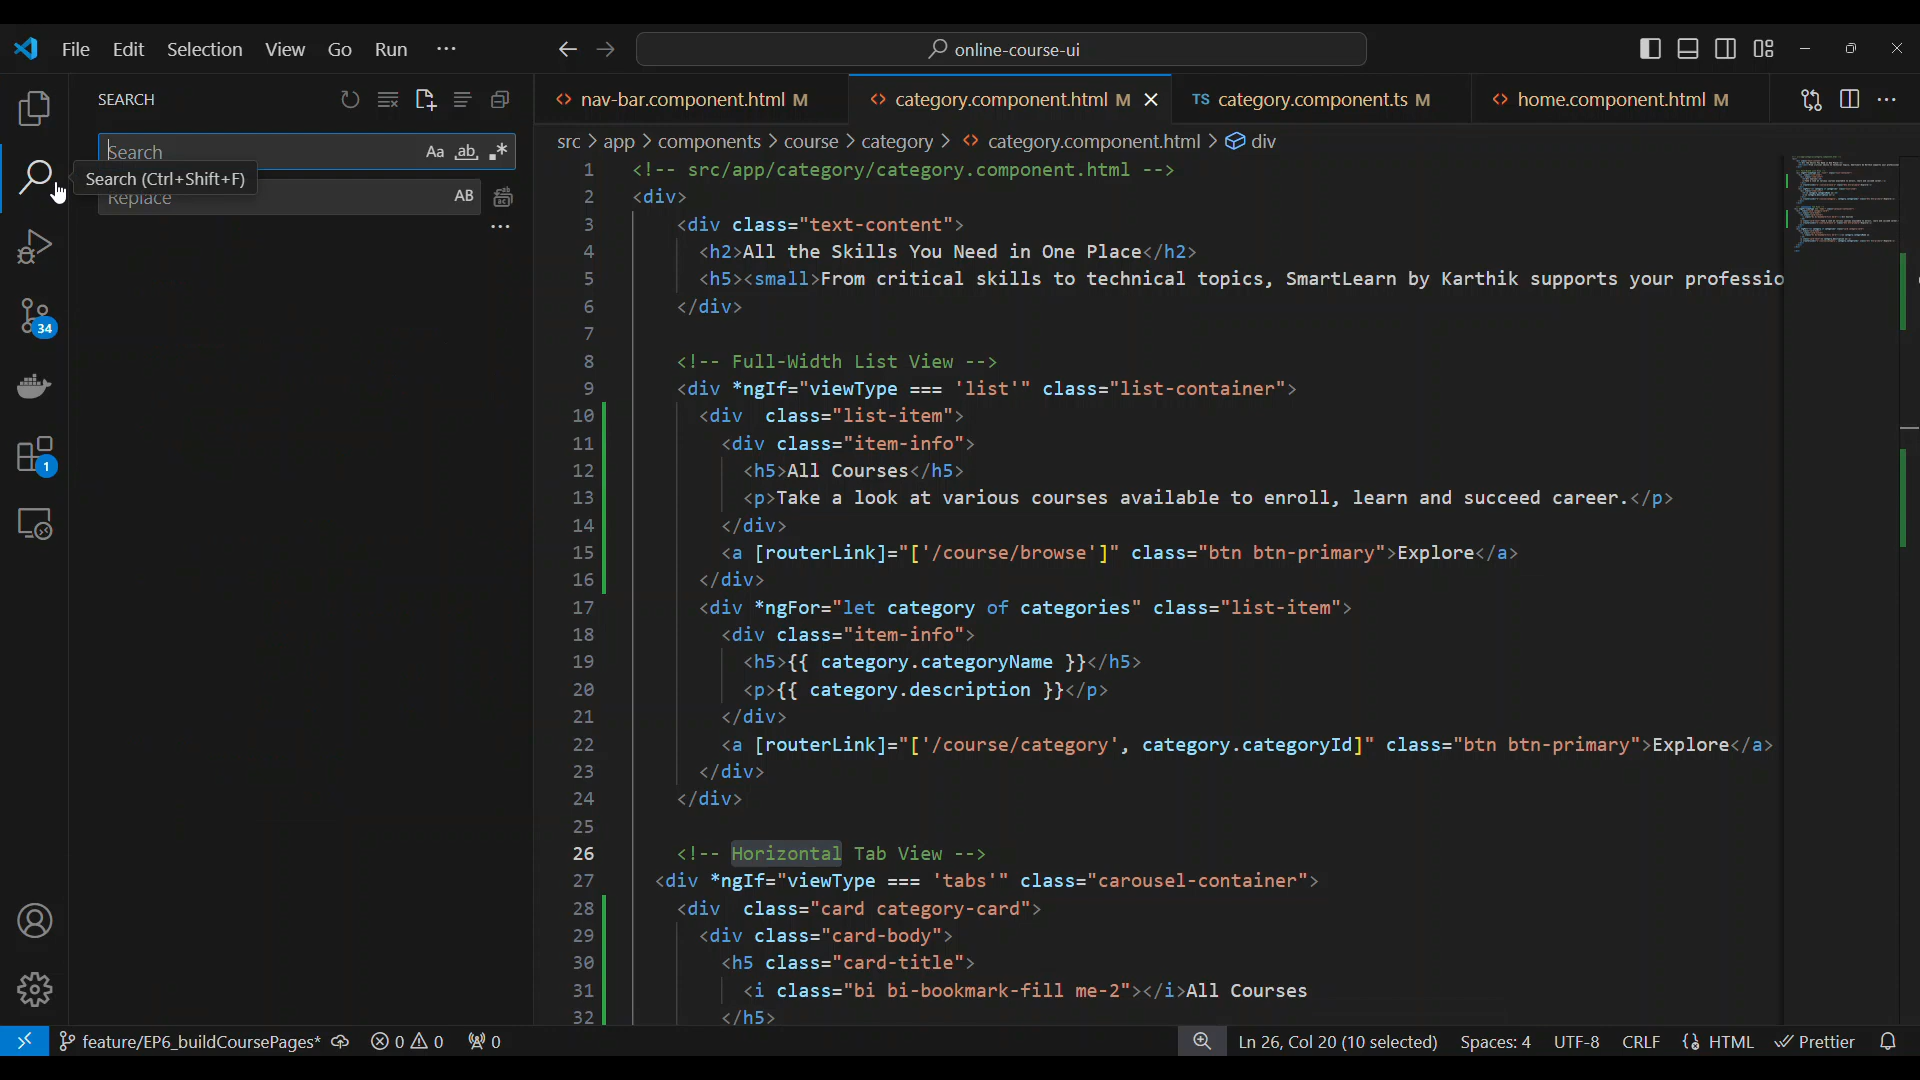 File Edit Selection View Go Run ···
online-course-ui
SEARCH
Search
Aa ab .*
Search (Ctrl+Shift+F)
Replace
AB
···
34
1
nav-bar.component.html M
category.component.html M
TS category.component.ts M
home.component.html M
src > app > components > course > category > category.component.html > div
1 <!-- src/app/category/category.component.html -->
2 <div>
3 <div class="text-content">
4 <h2>All the Skills You Need in One Place</h2>
5 <h5><small>From critical skills to technical topics, SmartLearn by Karthik supports your professio
6 </div>
7
8 <!-- Full-Width List View -->
9 <div *ngIf="viewType === 'list'" class="list-container">
10 <div  class="list-item">
11 <div class="item-info">
12 <h5>All Courses</h5>
13 <p>Take a look at various courses available to enroll, learn and succeed career.</p>
14 </div>
15 <a [routerLink]="['/course/browse']" class="btn btn-primary">Explore</a>
16 </div>
17 <div *ngFor="let category of categories" class="list-item">
18 <div class="item-info">
19 <h5>{{ category.categoryName }}</h5>
20 <p>{{ category.description }}</p>
21 </div>
22 <a [routerLink]="['/course/category', category.categoryId]" class="btn btn-primary">Explore</a>
23 </div>
24 </div>
25
26 <!-- Horizontal Tab View -->
27 <div *ngIf="viewType === 'tabs'" class="carousel-container">
28 <div  class="card category-card">
29 <div class="card-body">
30 <h5 class="card-title">
31 <i class="bi bi-bookmark-fill me-2"></i>All Courses
32 </h5>
feature/EP6_buildCoursePages* 0 0 0
Ln 26, Col 20 (10 selected) Spaces: 4 UTF-8 CRLF HTML Prettier